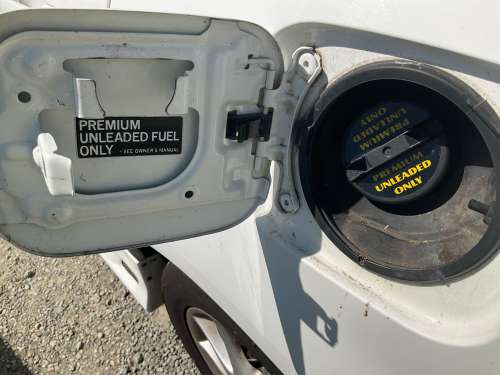 PREMIUM
UNLEADED FUEL
ONLY - SEE OWNER'S MANUAL
PREMIUM
UNLEADED
ONLY
PREMIUM
UNLEADED
ONLY